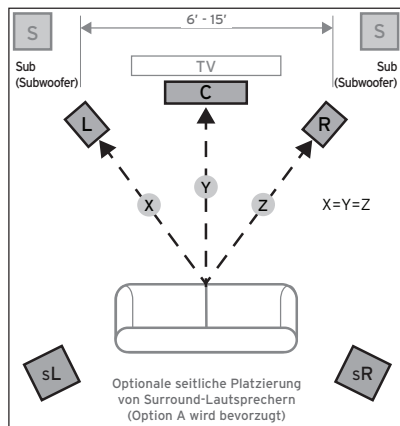 6' - 15'
S
S
Sub
(Subwoofer)
Sub
(Subwoofer)
TV
C
L
R
X
Y
Z
X=Y=Z
sL
sR
Optionale seitliche Platzierung
von Surround-Lautsprechern
(Option A wird bevorzugt)